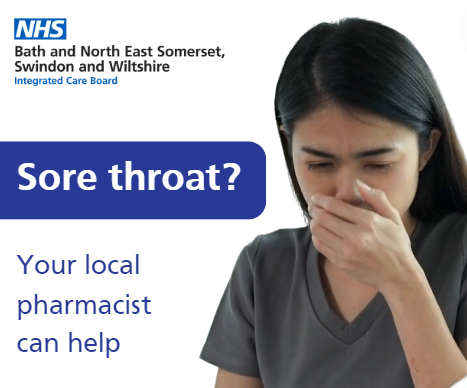 NHS
Bath and North East Somerset,
Swindon and Wiltshire
Integrated Care Board
Sore throat?
Your local
pharmacist
can help